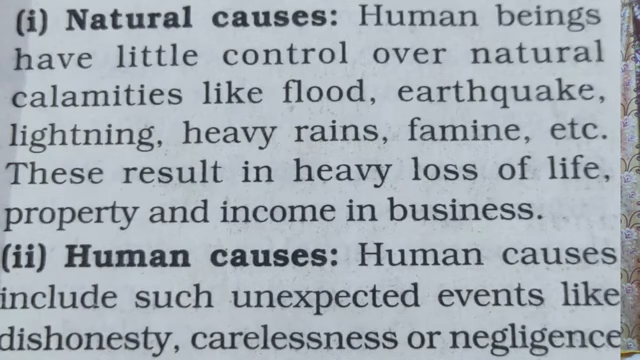 (i) Natural causes: Human beings
have little control over natural
calamities like flood, earthquake,
lightning, heavy rains, famine, etc.
These result in heavy loss of life,
property and income in business.
(ii) Human causes: Human causes
include such unexpected events like
dishonesty, carelessness or negligence